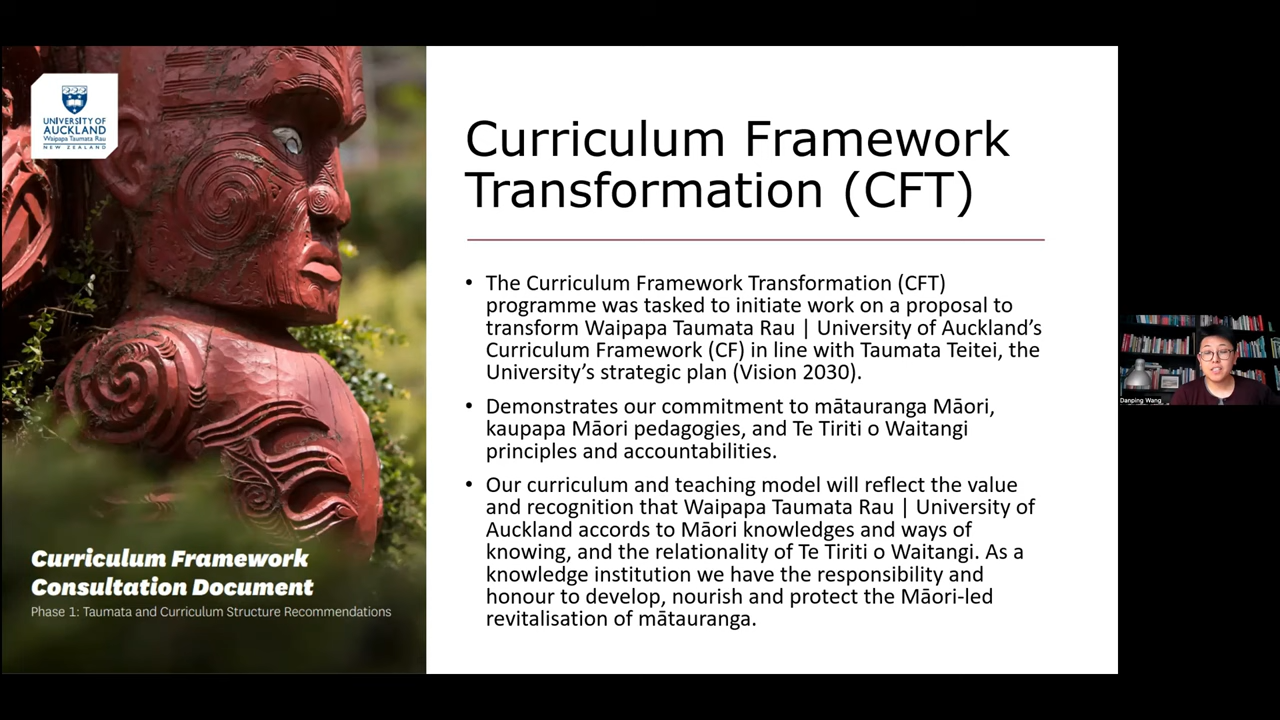 UNIVERSITY OF
AUCKLAND
Waipapa Taumata Rau
NEW ZEALAND
Curriculum Framework
Consultation Document
Phase 1: Taumata and Curriculum Structure Recommendations
Curriculum Framework
Transformation (CFT)
• The Curriculum Framework Transformation (CFT)
programme was tasked to initiate work on a proposal to
transform Waipapa Taumata Rau | University of Auckland’s
Curriculum Framework (CF) in line with Taumata Teitei, the
University’s strategic plan (Vision 2030).
• Demonstrates our commitment to mātauranga Māori,
kaupapa Māori pedagogies, and Te Tiriti o Waitangi
principles and accountabilities.
• Our curriculum and teaching model will reflect the value
and recognition that Waipapa Taumata Rau | University of
Auckland accords to Māori knowledges and ways of
knowing, and the relationality of Te Tiriti o Waitangi. As a
knowledge institution we have the responsibility and
honour to develop, nourish and protect the Māori-led
revitalisation of mātauranga.
Danping Wang